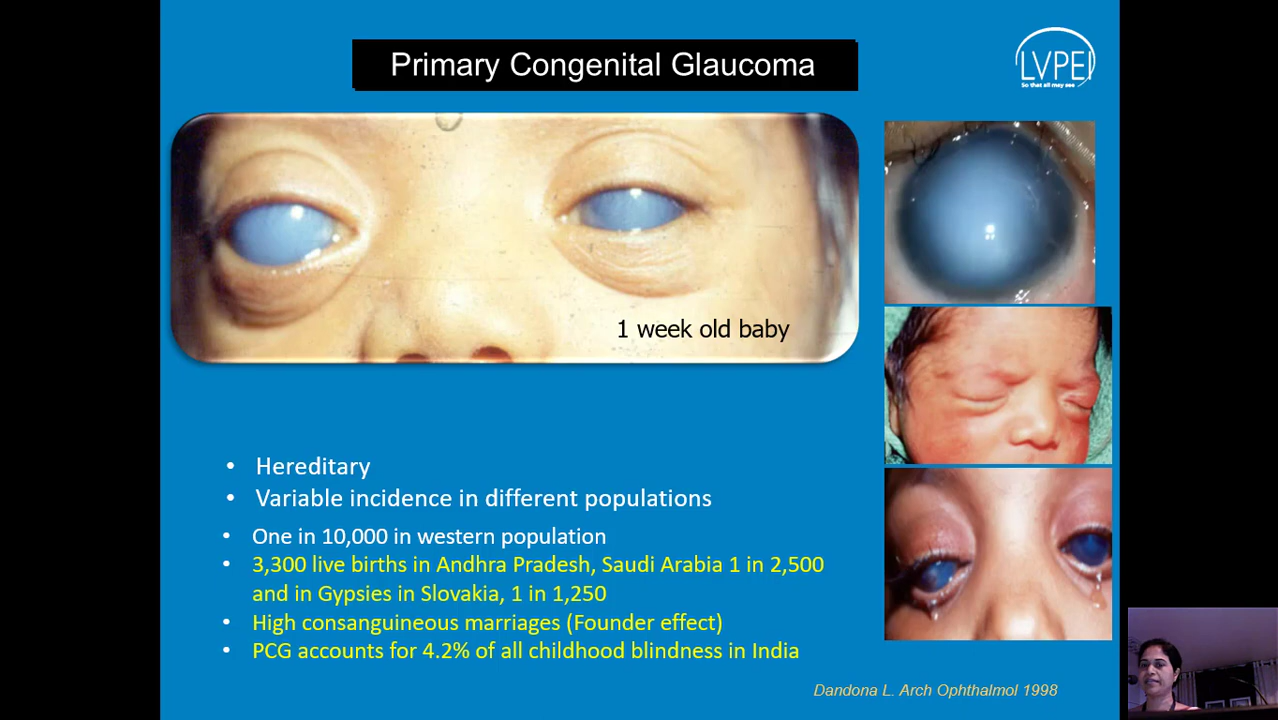 Primary Congenital Glaucoma
LVPEI
So that all may see
1 week old baby
• Hereditary
• Variable incidence in different populations
• One in 10,000 in western population
• 3,300 live births in Andhra Pradesh, Saudi Arabia 1 in 2,500
and in Gypsies in Slovakia, 1 in 1,250
• High consanguineous marriages (Founder effect)
• PCG accounts for 4.2% of all childhood blindness in India
Dandona L. Arch Ophthalmol 1998